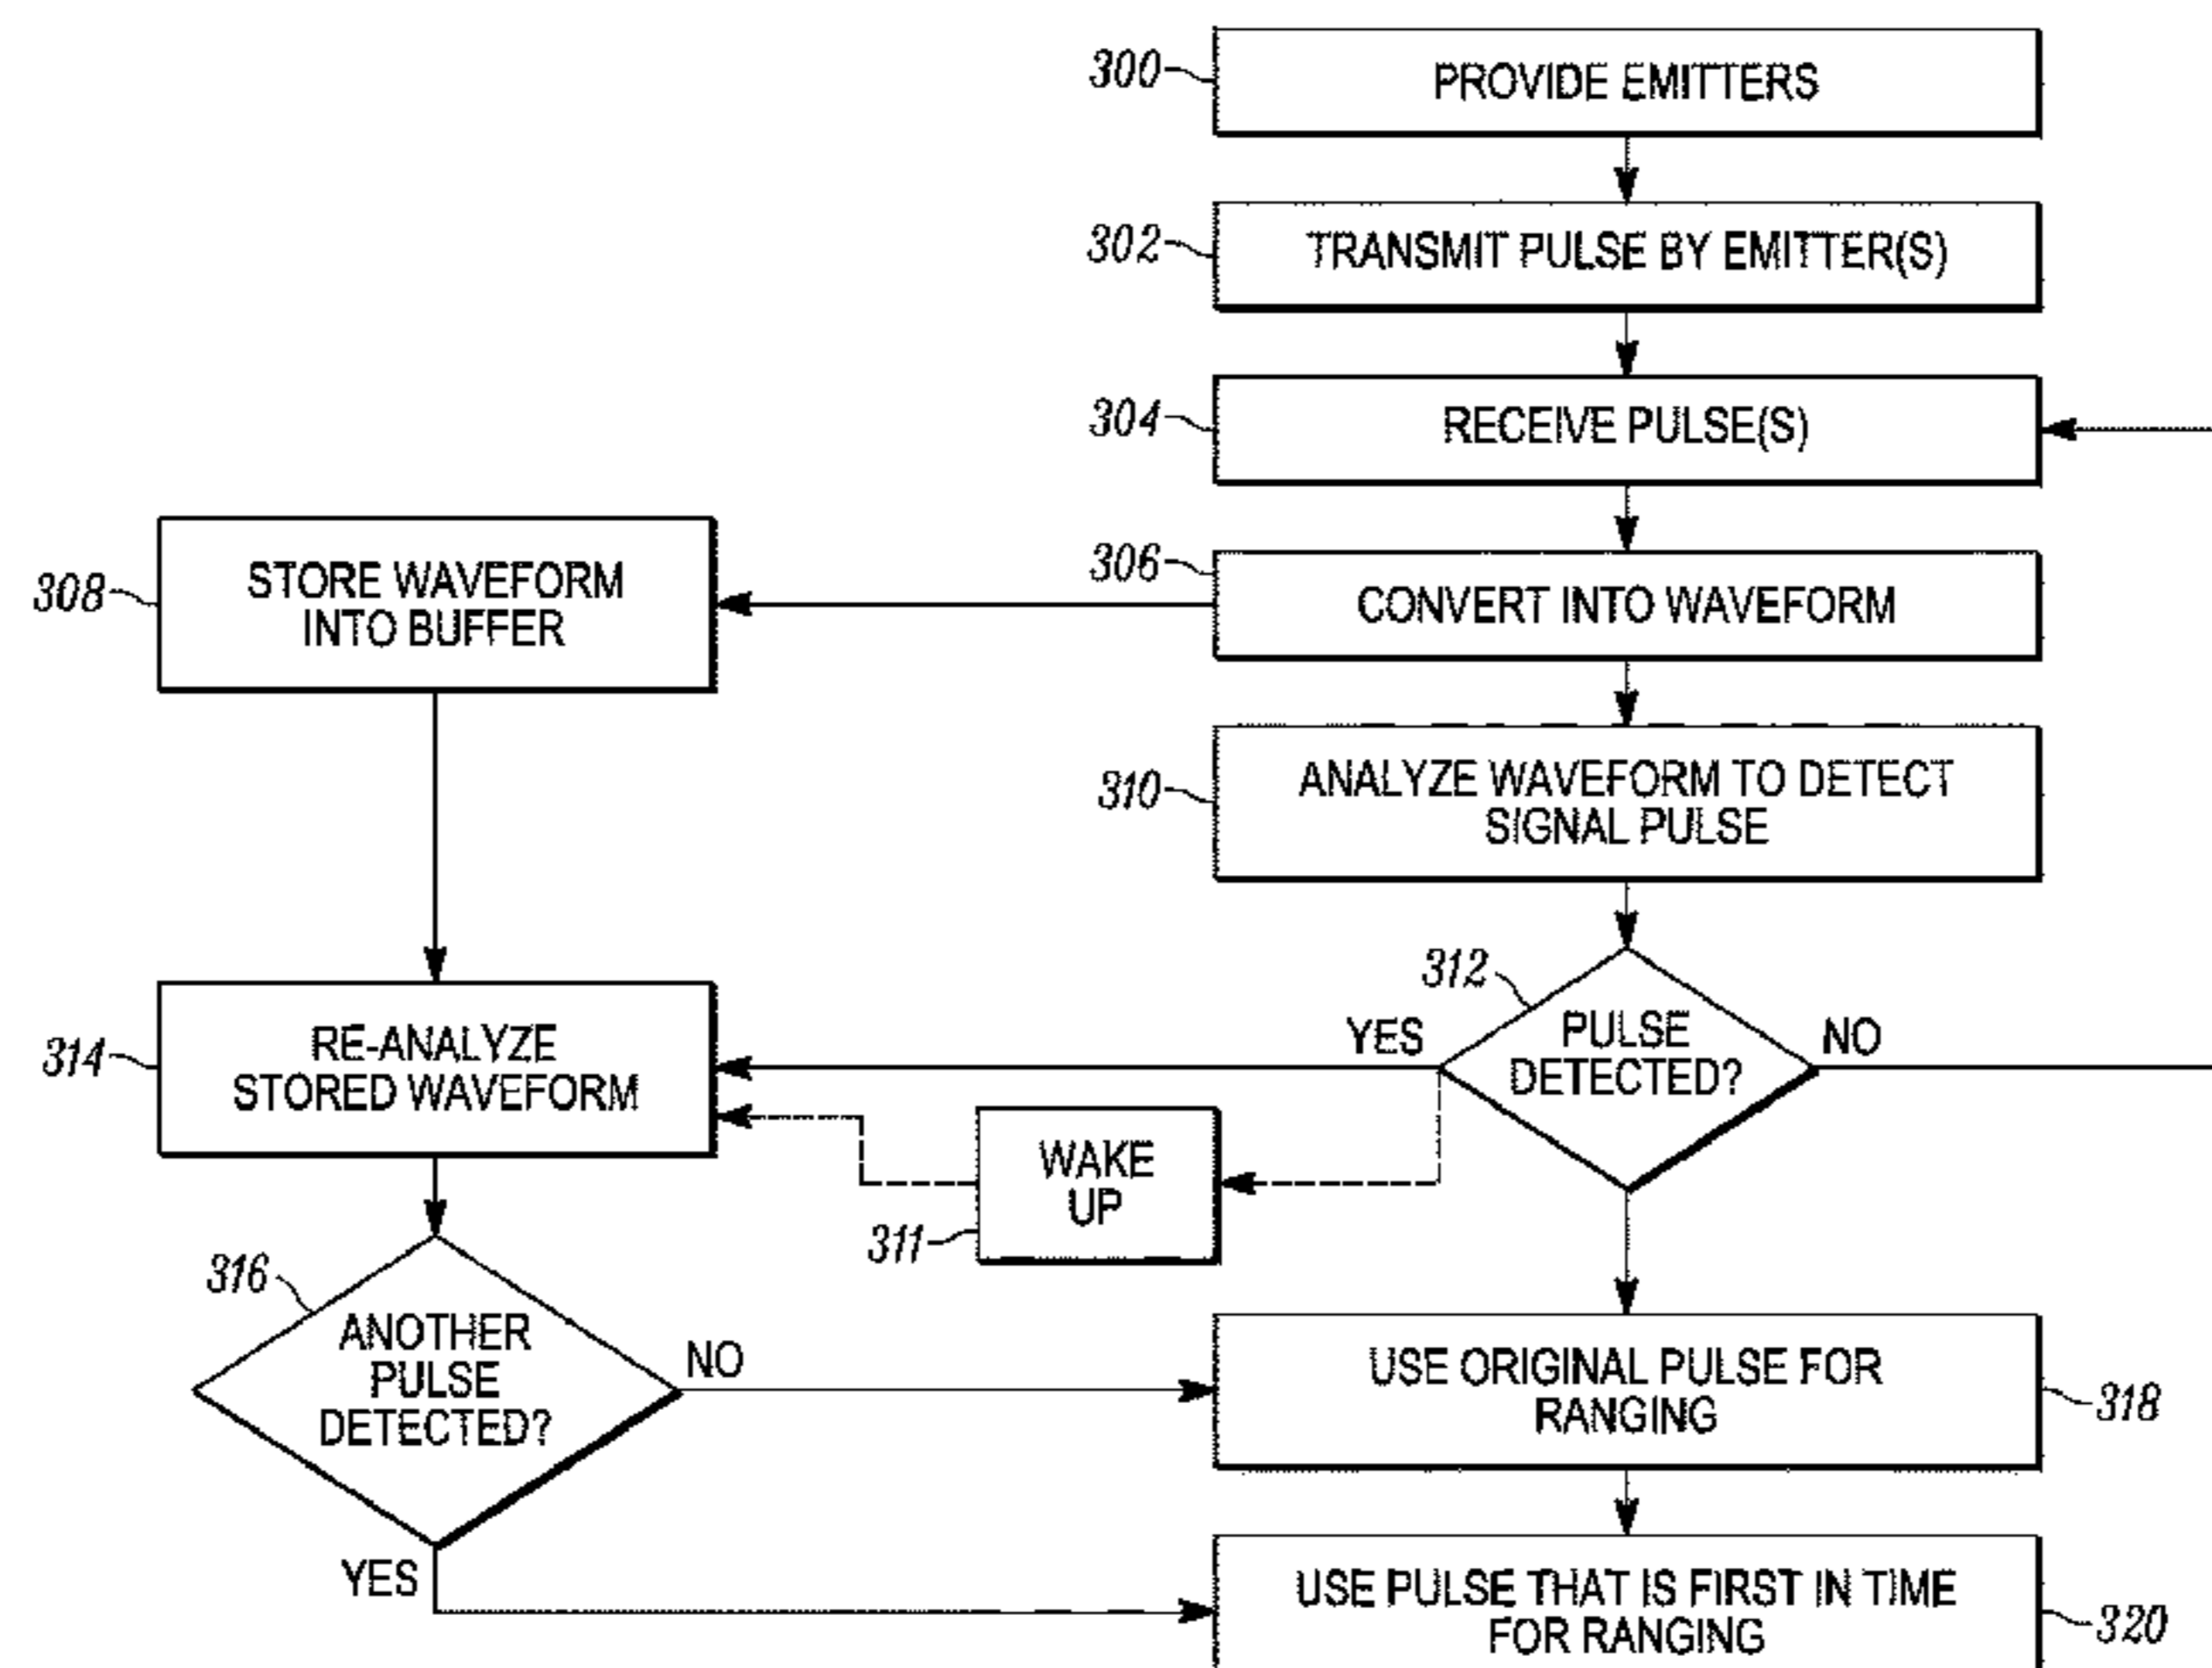 300
PROVIDE EMITTERS
302
TRANSMIT PULSE BY EMITTER(S)
304
RECEIVE PULSE(S)
306
CONVERT INTO WAVEFORM
308
STORE WAVEFORM
INTO BUFFER
310
ANALYZE WAVEFORM TO DETECT
SIGNAL PULSE
312
PULSE
DETECTED?
YES
NO
314
RE-ANALYZE
STORED WAVEFORM
WAKE
UP
311
316
ANOTHER
PULSE
DETECTED?
NO
YES
USE ORIGINAL PULSE FOR
RANGING
318
USE PULSE THAT IS FIRST IN TIME
FOR RANGING
320